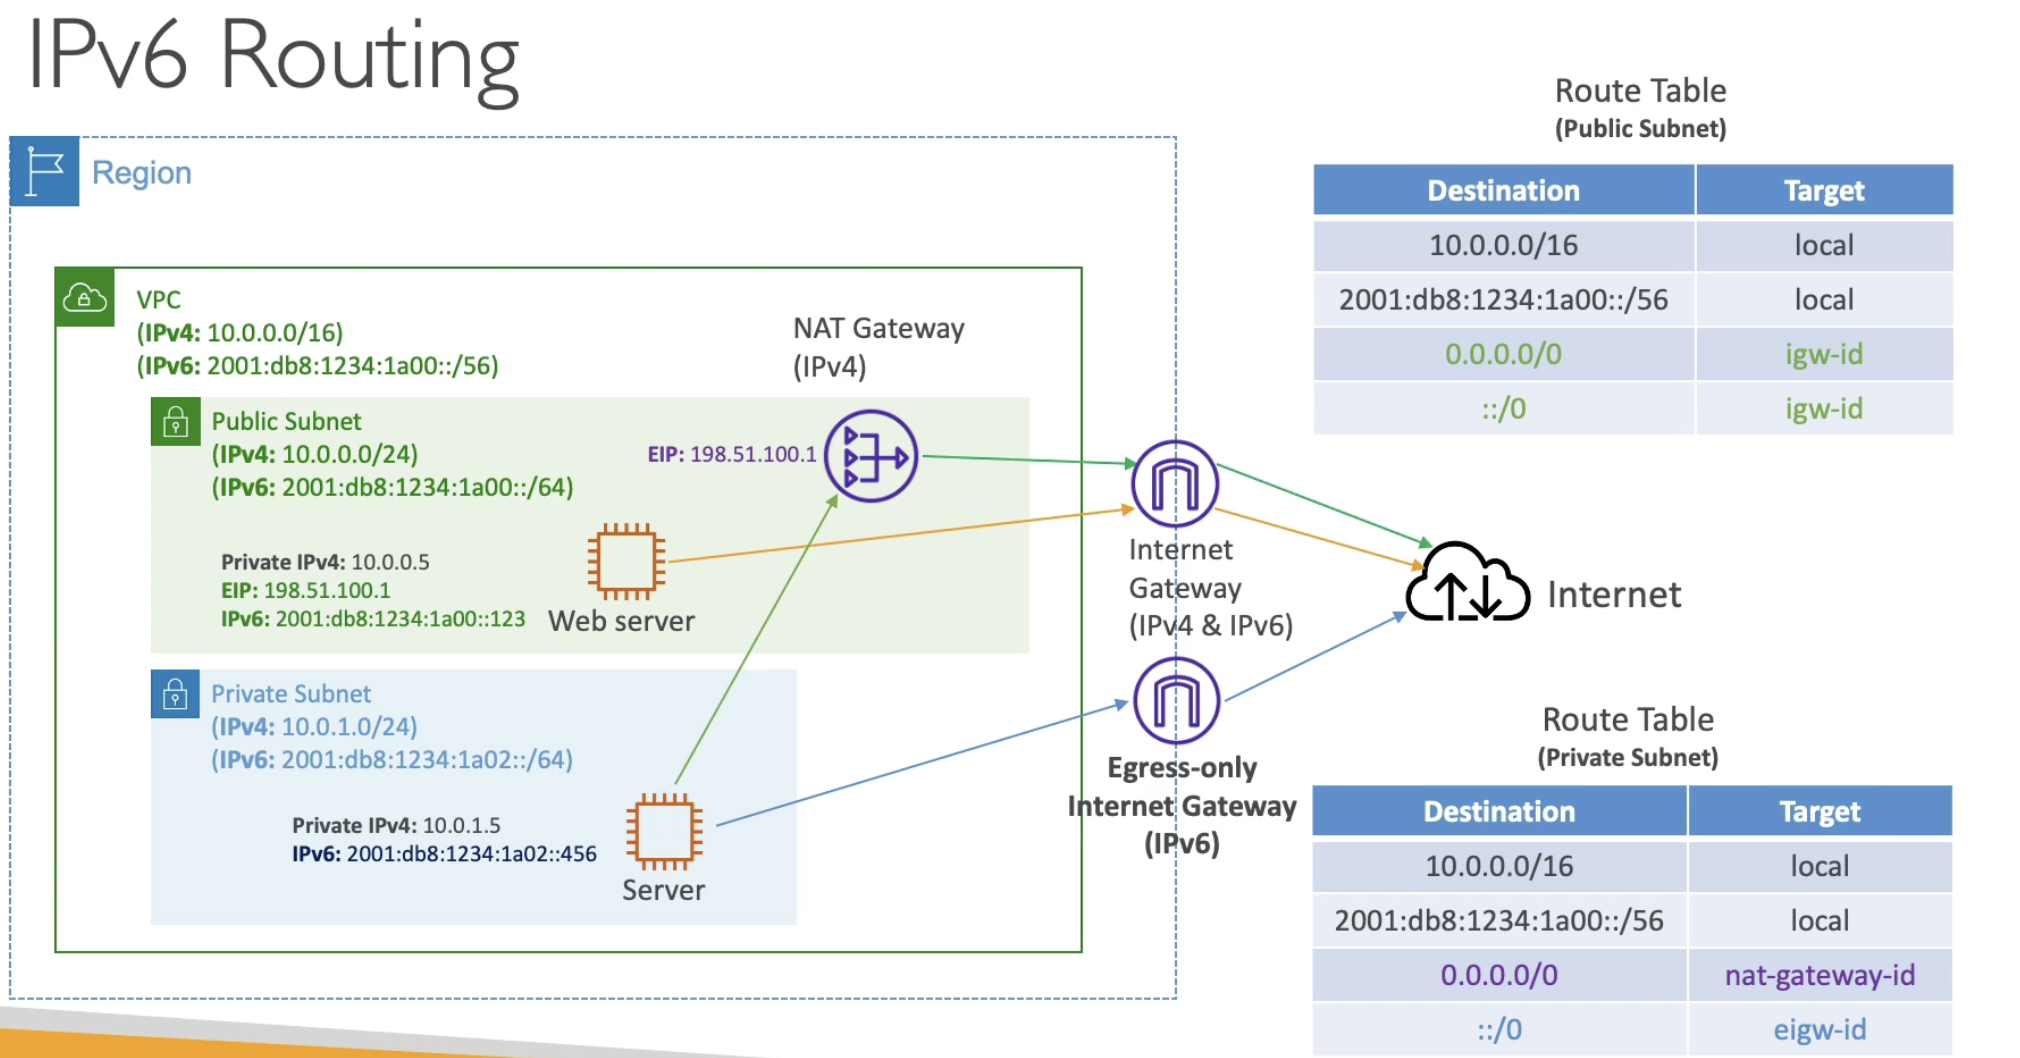 IPv6 Routing
Region
VPC
(IPv4: 10.0.0.0/16)
(IPv6: 2001:db8:1234:1a00::/56)
NAT Gateway
(IPv4)
Public Subnet
(IPv4: 10.0.0.0/24)
(IPv6: 2001:db8:1234:1a00::/64)
EIP: 198.51.100.1
Private IPv4: 10.0.0.5
EIP: 198.51.100.1
IPv6: 2001:db8:1234:1a00::123
Web server
Private Subnet
(IPv4: 10.0.1.0/24)
(IPv6: 2001:db8:1234:1a02::/64)
Private IPv4: 10.0.1.5
IPv6: 2001:db8:1234:1a02::456
Server
Internet
Gateway
(IPv4 & IPv6)
Egress-only
Internet Gateway
(IPv6)
Internet
Route Table
(Public Subnet)
Destination Target
10.0.0.0/16 local
2001:db8:1234:1a00::/56 local
0.0.0.0/0 igw-id
::/0 igw-id
Route Table
(Private Subnet)
Destination Target
10.0.0.0/16 local
2001:db8:1234:1a00::/56 local
0.0.0.0/0 nat-gateway-id
::/0 eigw-id